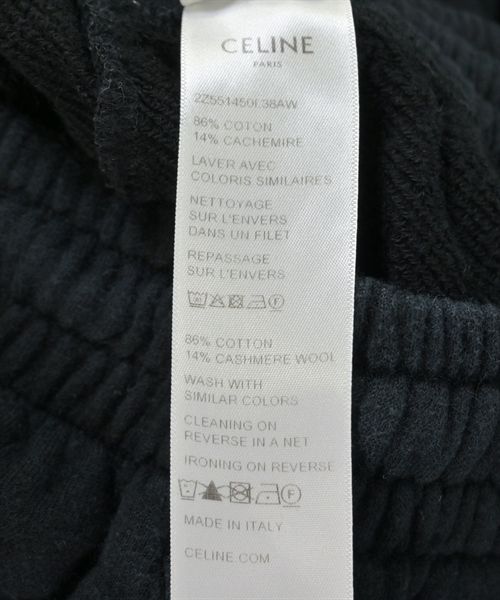 CELINE
PARIS
2Z551450I.38AW
86% COTON
14% CACHEMIRE
LAVER AVEC
COLORIS SIMILAIRES
NETTOYAGE
SUR L'ENVERS
DANS UN FILET
REPASSAGE
SUR L'ENVERS
86% COTTON
14% CASHMERE WOOL
WASH WITH
SIMILAR COLORS
CLEANING ON
REVERSE IN A NET
IRONING ON REVERSE
F
MADE IN ITALY
CELINE.COM